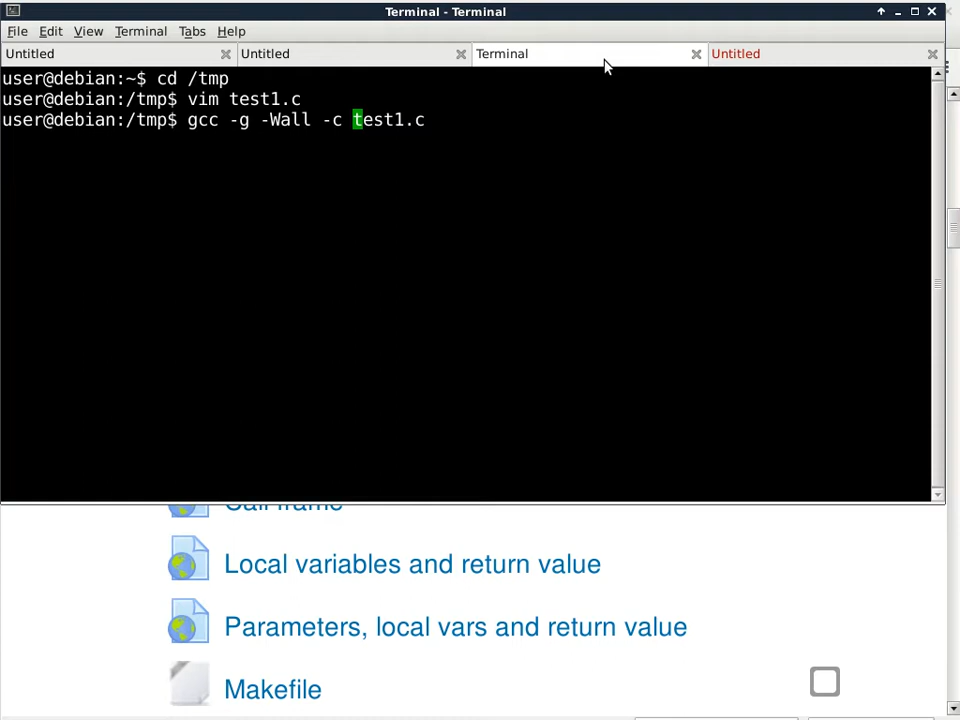 Terminal - Terminal
File Edit View Terminal Tabs Help
Untitled Untitled Terminal Untitled
user@debian:~$ cd /tmp
user@debian:/tmp$ vim test1.c
user@debian:/tmp$ gcc -g -Wall -c test1.c
Call frame
Local variables and return value
Parameters, local vars and return value
Makefile